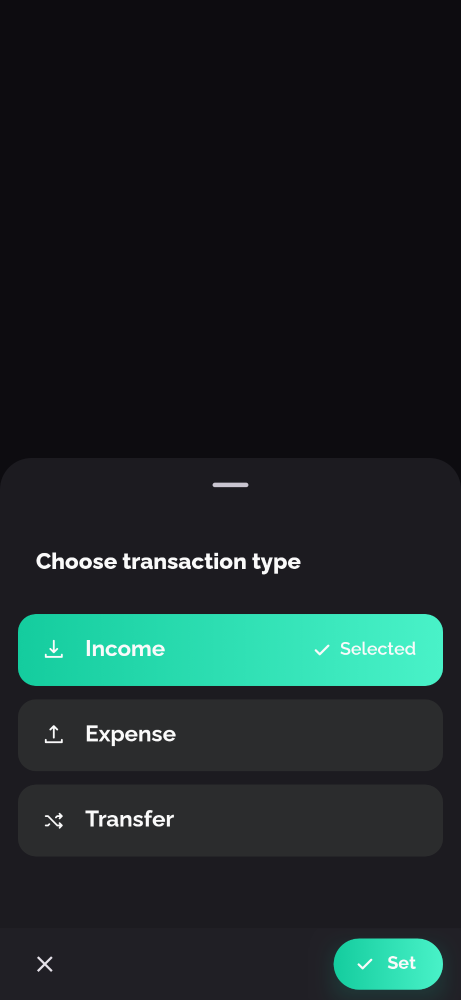 Choose transaction type
Income
Selected
Expense
Transfer
Set